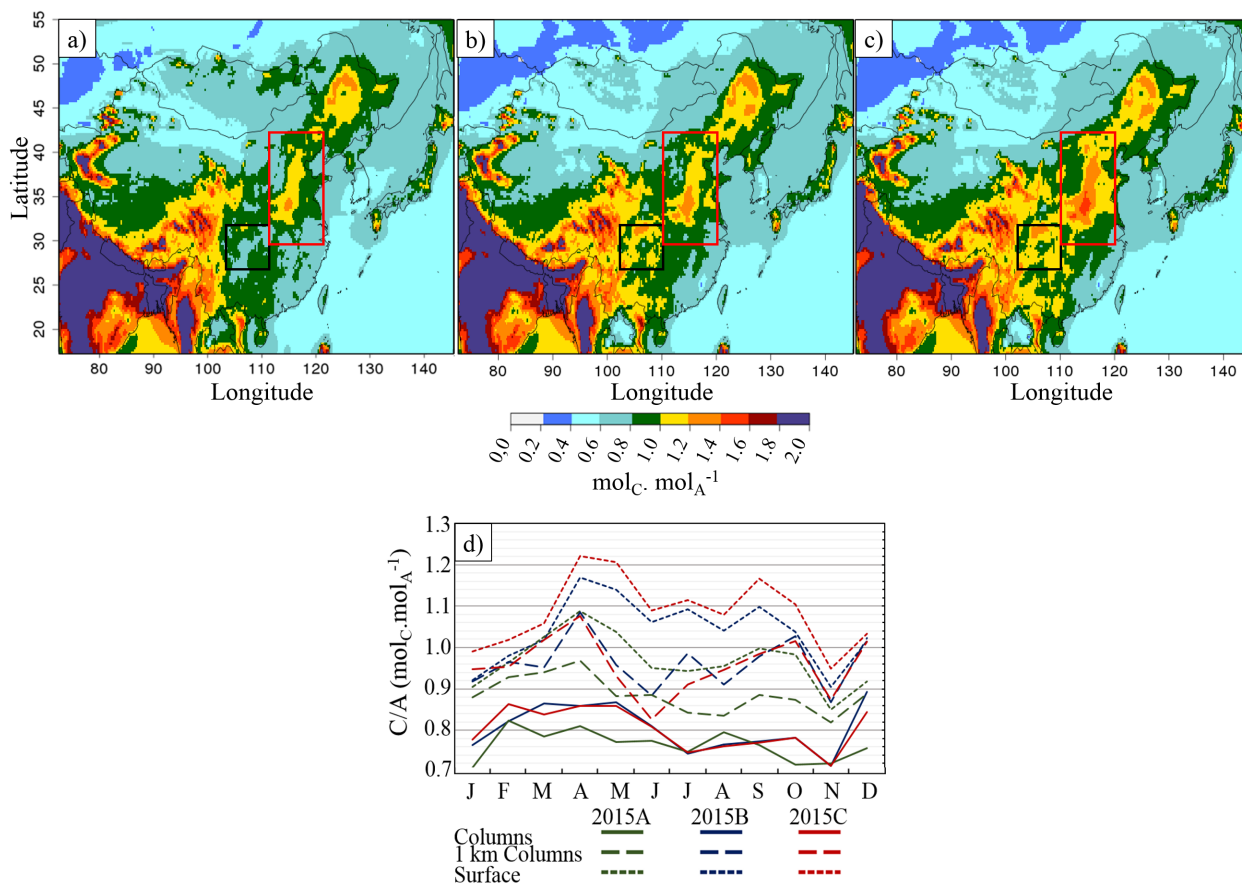 a)
b)
c)
55
50
45
40
35
30
25
20
Latitude
80 90 100 110 120 130 140
80 90 100 110 120 130 140
80 90 100 110 120 130 140
Longitude Longitude Longitude
0,0 0.2 0.4 0.6 0.8 1.0 1.2 1.4 1.6 1.8 2.0
mol_C. mol_A^-1
d)
1.3
1.2
1.1
1.0
0.9
0.8
0.7
C/A (mol_C.mol_A^-1)
J F M A M J J A S O N D
2015A 2015B 2015C
Columns
1 km Columns
Surface